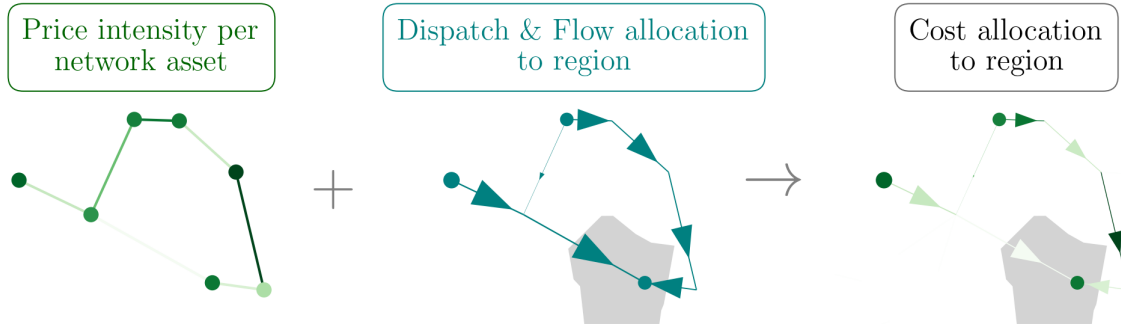 Price intensity per
network asset
Dispatch & Flow allocation
to region
Cost allocation
to region
+
→